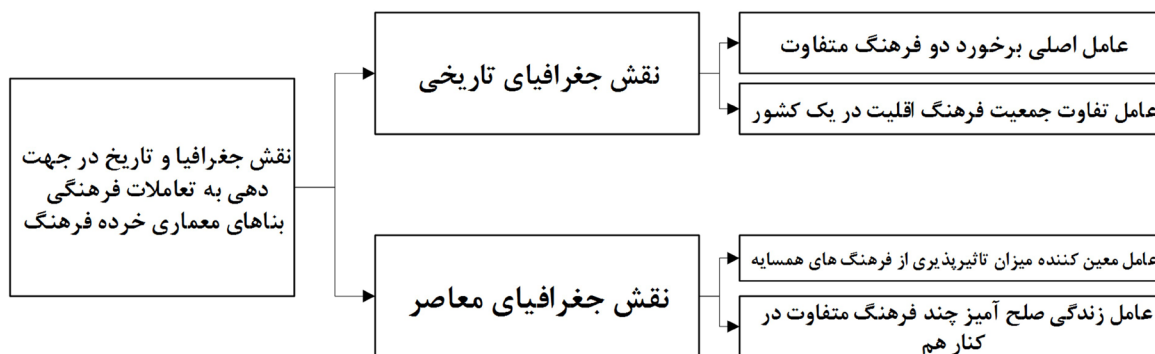 نقش جغرافیا و تاریخ در جهت
دهی به تعاملات فرهنگی
بناهای معماری خرده فرهنگ
نقش جغرافیای تاریخی
عامل اصلی برخورد دو فرهنگ متفاوت
عامل تفاوت جمعیت فرهنگ اقلیت در یک کشور
نقش جغرافیای معاصر
عامل معین کننده میزان تاثیرپذیری از فرهنگ های همسایه
عامل زندگی صلح آمیز چند فرهنگ متفاوت در
کنار هم